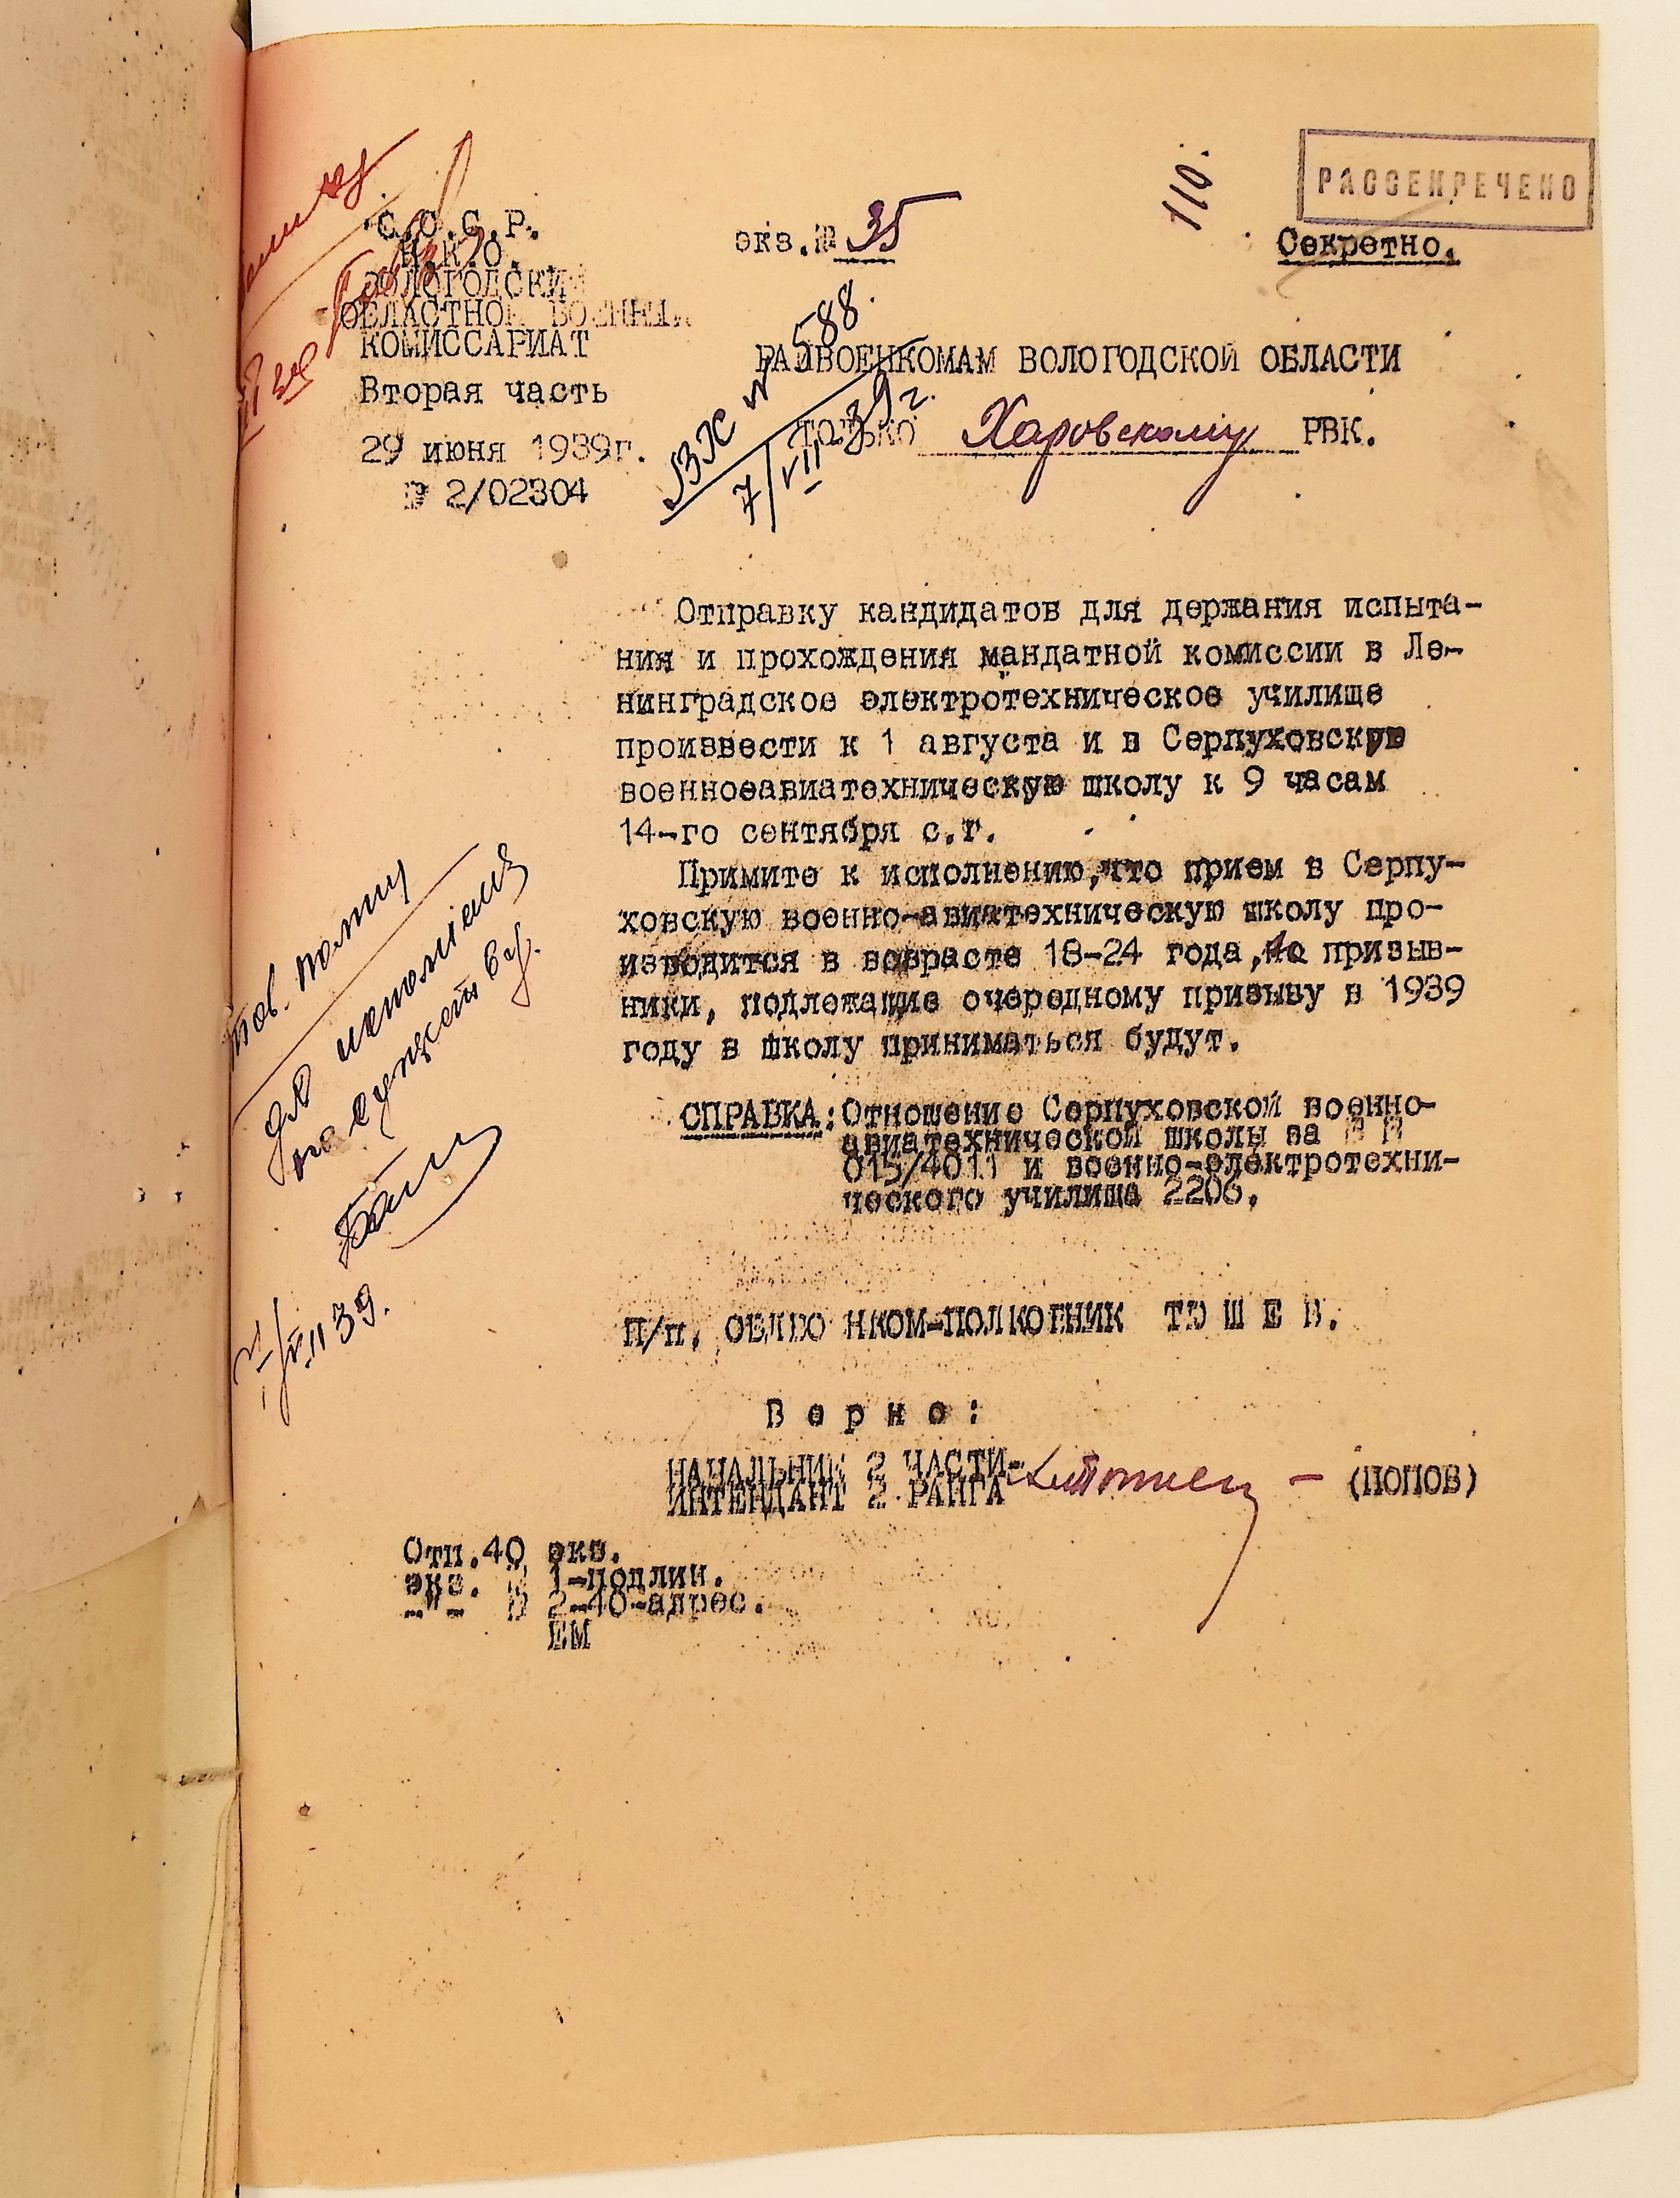 РАССЕКРЕЧЕНО
110.
Секретно.
экз.№ 35
С.С.С.Р.
Н.К.О.
ВОЛОГОДСКИЙ
ОБЛАСТНОЙ ВОЕННЫЙ
КОМИССАРИАТ
Вторая часть
29 июня 1939г.
№ 2/02304
ВЖ № 588.
7/VII 39г.
РАЙВОЕНКОМАМ ВОЛОГОДСКОЙ ОБЛАСТИ
только Харовскому РВК.
Отправку кандидатов для держания испыта-
ния и прохождения мандатной комиссии в Ле-
нинградское электротехническое училище
произвести к 1 августа и в Серпуховскую
военноеавиатехническую школу к 9 часам
14-го сентября с.г.
Примите к исполнению, что прием в Серпу-
ховскую военно-авиатехническую школу про-
изводится в возрасте 18-24 года, но призыв-
ники, подлежащие очередному призыву в 1939
году в школу приниматься будут.
СПРАВКА: Отношение Серпуховской военно-
авиатехнической школы за № №
015/4011 и военно-электротехни-
ческого училища 2206.
тов.
для исполнения
по
7/VII 39.
П/п. ОБЛВОЕНКОМ-ПОЛКОВНИК
Верно:
НАЧАЛЬНИК 2 ЧАСТИ-
ИНТЕНДАНТ 2 РАНГА - (ПОПОВ)
Отп.40 экз.
экз. № 1-подлин.
-"- № 2-40-адрес.
ЕМ